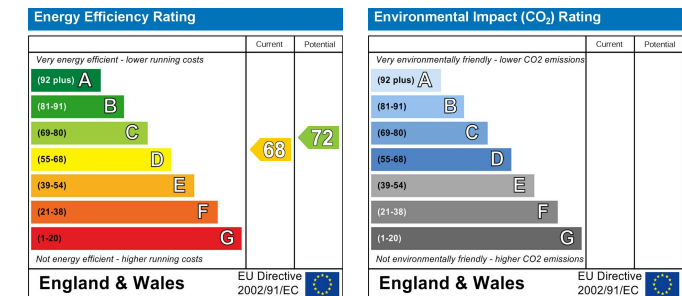 Energy Efficiency Rating
Current Potential
Very energy efficient - lower running costs
(92 plus) A
(81-91) B
(69-80) C
(55-68) D
(39-54) E
(21-38) F
(1-20) G
68
72
Not energy efficient - higher running costs
England & Wales
EU Directive
2002/91/EC
Environmental Impact (CO₂) Rating
Current Potential
Very environmentally friendly - lower CO2 emissions
(92 plus) A
(81-91) B
(69-80) C
(55-68) D
(39-54) E
(21-38) F
(1-20) G
Not environmentally friendly - higher CO2 emissions
England & Wales
EU Directive
2002/91/EC